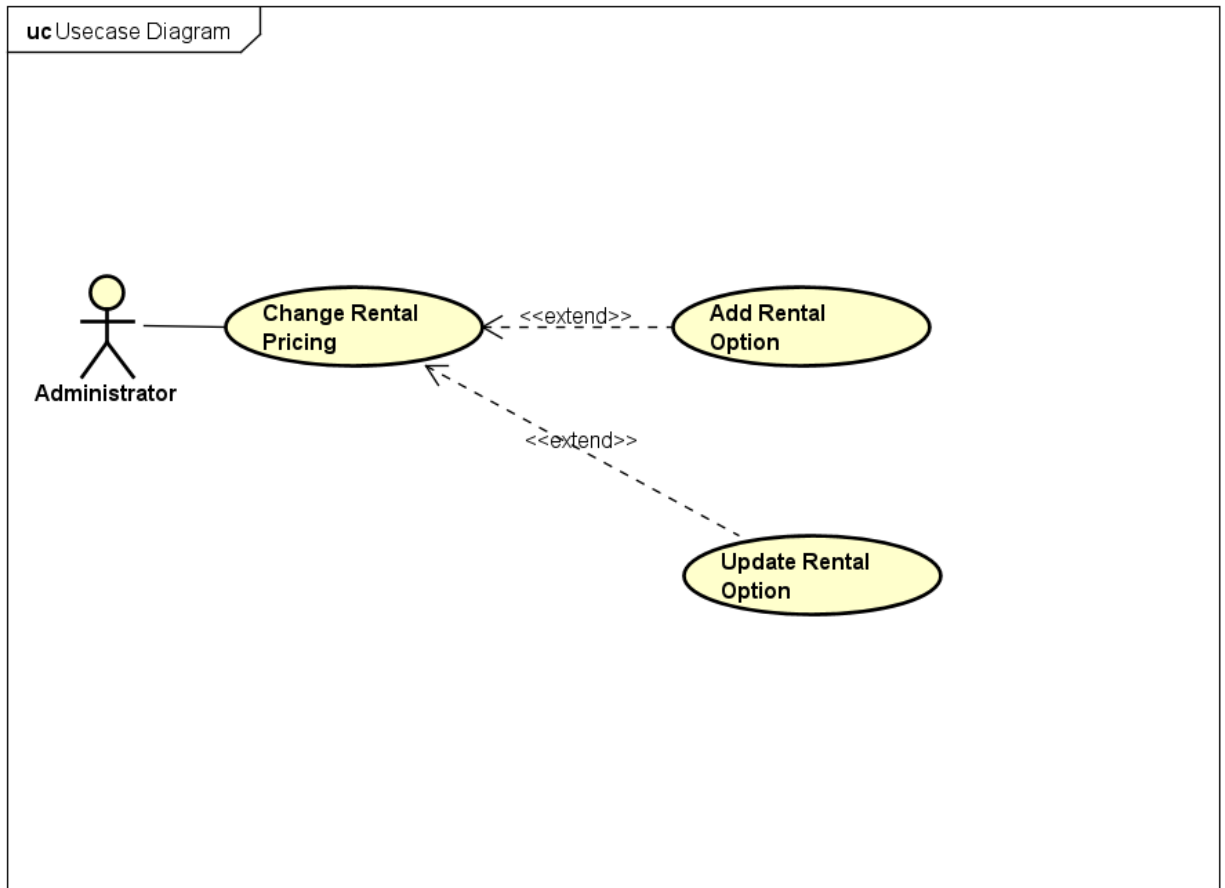 uc Usecase Diagram
Change Rental
Pricing
<<extend>>
Add Rental
Option
Administrator
<<extend>>
Update Rental
Option